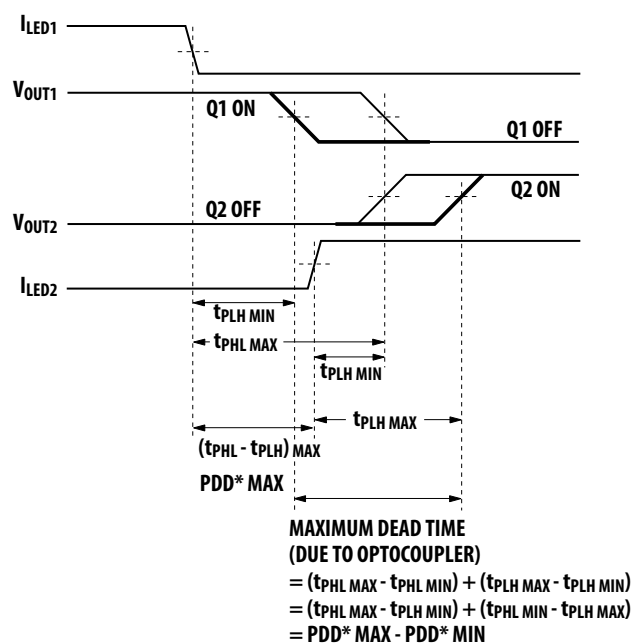 ILED1
VOUT1
Q1 ON
Q1 OFF
Q2 OFF
Q2 ON
VOUT2
ILED2
tPLH MIN
tPHL MAX
tPLH MIN
tPLH MAX
(tPHL - tPLH) MAX
PDD* MAX
MAXIMUM DEAD TIME
(DUE TO OPTOCOUPLER)
= (tPHL MAX - tPHL MIN) + (tPLH MAX - tPLH MIN)
= (tPHL MAX - tPLH MIN) + (tPHL MIN - tPLH MAX)
= PDD* MAX - PDD* MIN